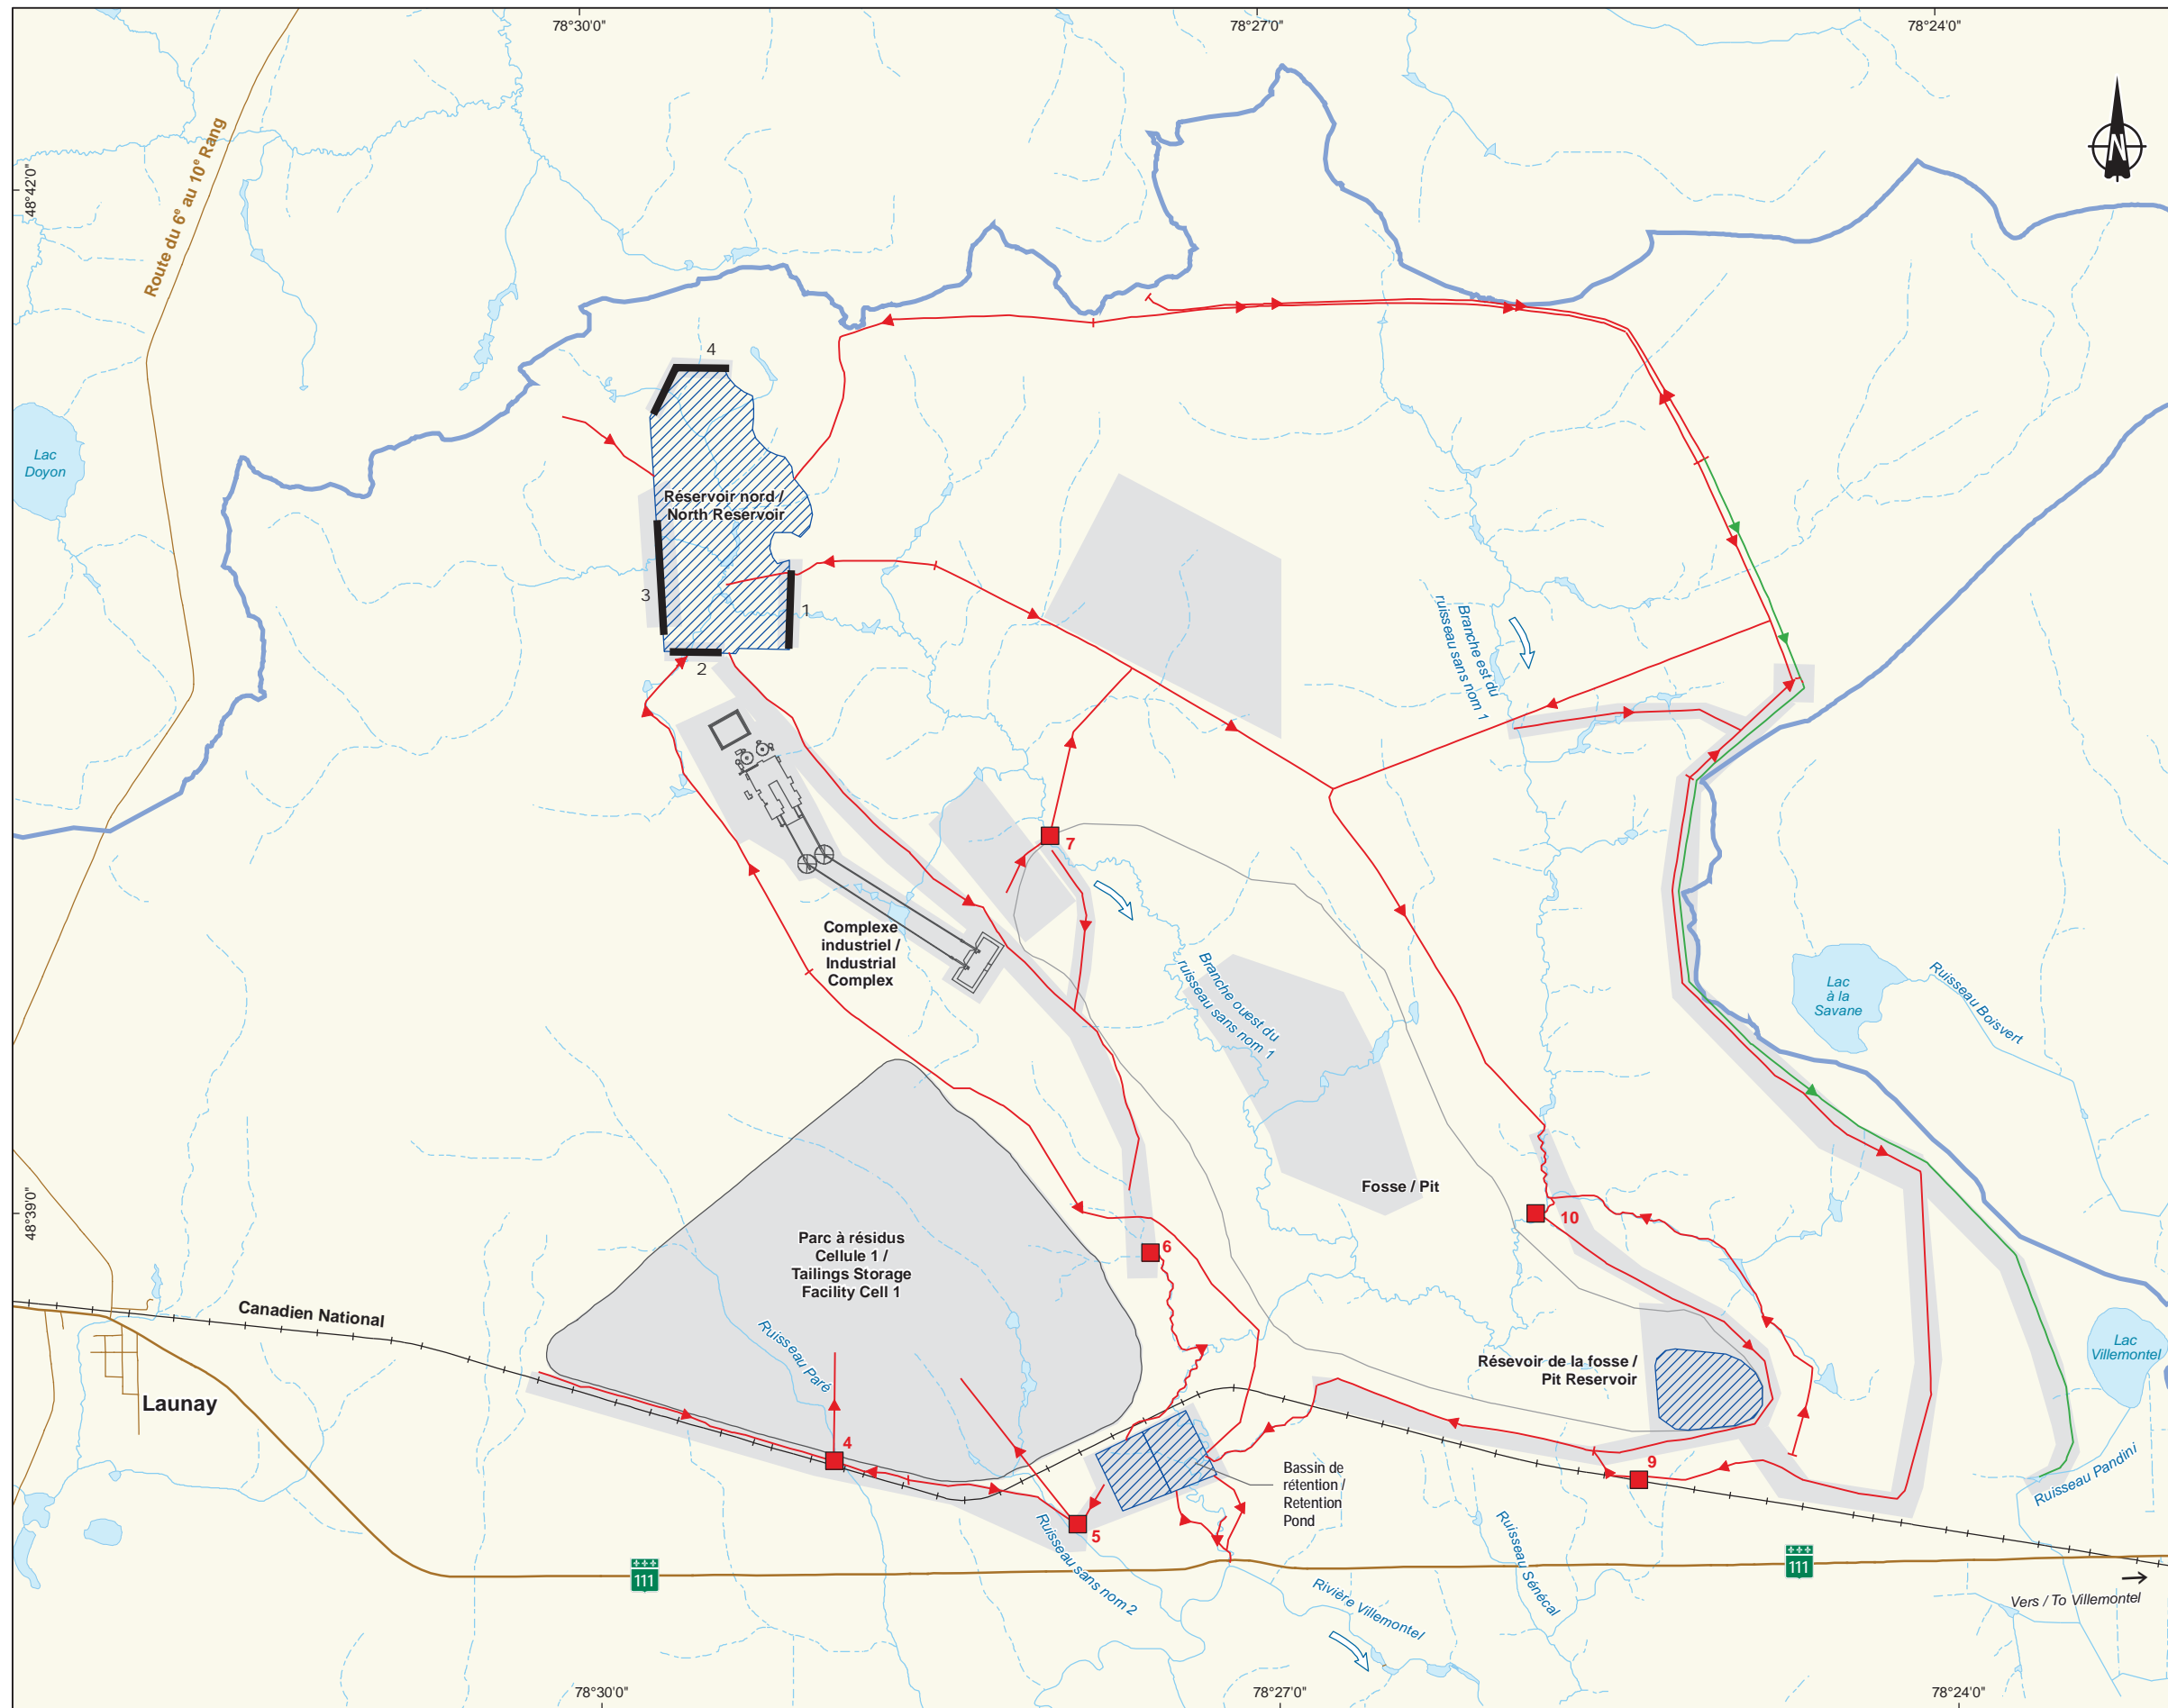 78°30'0"
78°27'0"
78°24'0"
48°42'0"
Route du 6e au 10e Rang
N
4
Lac
Doyon
Réservoir nord /
North Reservoir
3
1
2
Branche est du
ruisseau sans nom 1
7
Complexe
industriel /
Industrial
Complex
Branche ouest du
ruisseau sans nom 1
Lac
à la
Savane
Ruisseau Boisvert
Fosse / Pit
48°39'0"
10
6
Parc à résidus
Cellule 1 /
Tailings Storage
Facility Cell 1
Canadien National
Ruisseau Paré
Lac
Villemontel
Résevoir de la fosse /
Pit Reservoir
Launay
4
9
Bassin de
rétention /
Retention
Pond
Ruisseau Pandini
5
Ruisseau sans nom 2
Ruisseau Sénécal
111
111
Rivière Villemontel
Vers / To Villemontel
78°30'0"
78°27'0"
78°24'0"